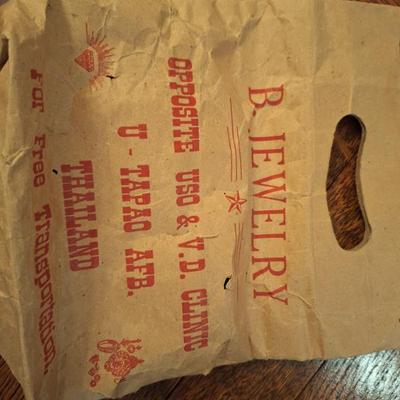 B. JEWELRY
OPPOSITE USO & V.D. CLINIC
U - TAPAO AFB.
THAILAND
For Free Transportation.